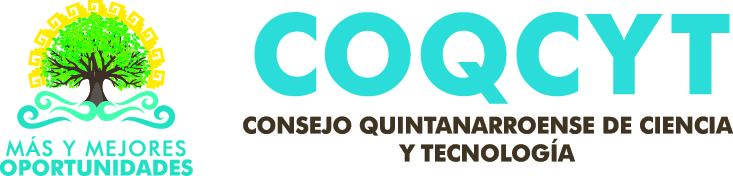 MÁS Y MEJORES
OPORTUNIDADES
COQCYT
CONSEJO QUINTANARROENSE DE CIENCIA
Y TECNOLOGÍA